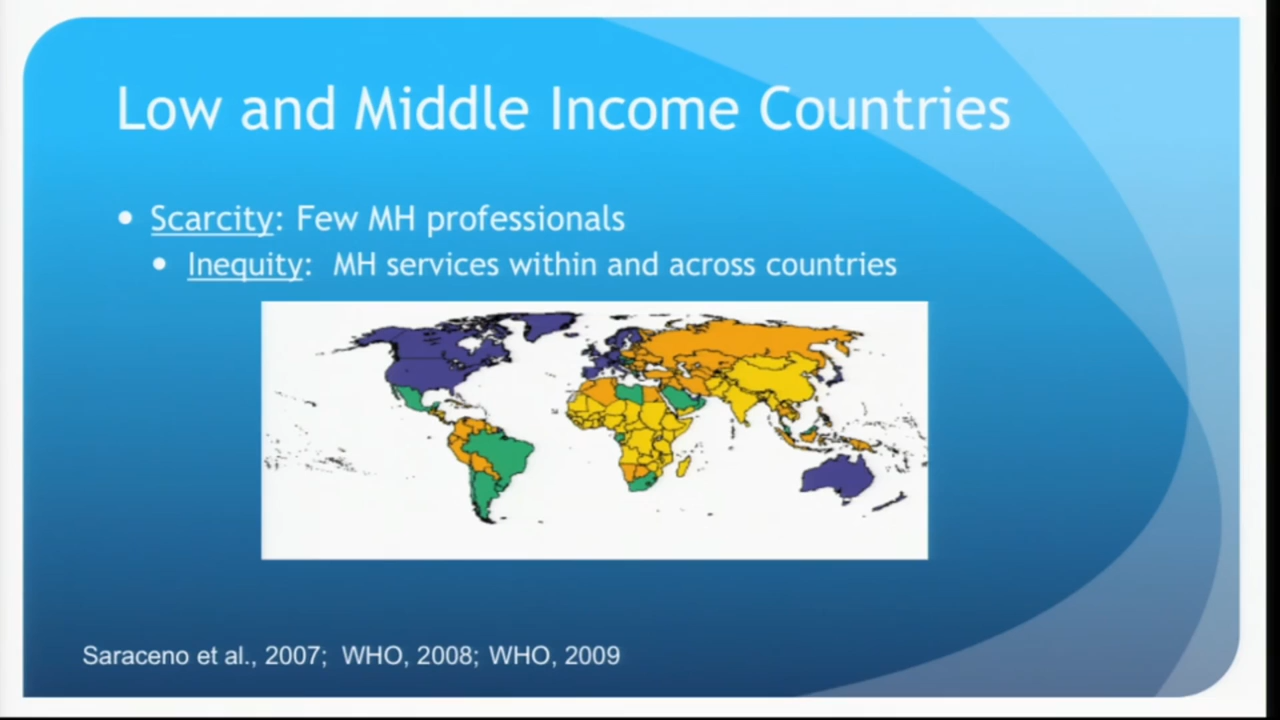 Low and Middle Income Countries
Scarcity: Few MH professionals
Inequity: MH services within and across countries
Saraceno et al., 2007; WHO, 2008; WHO, 2009